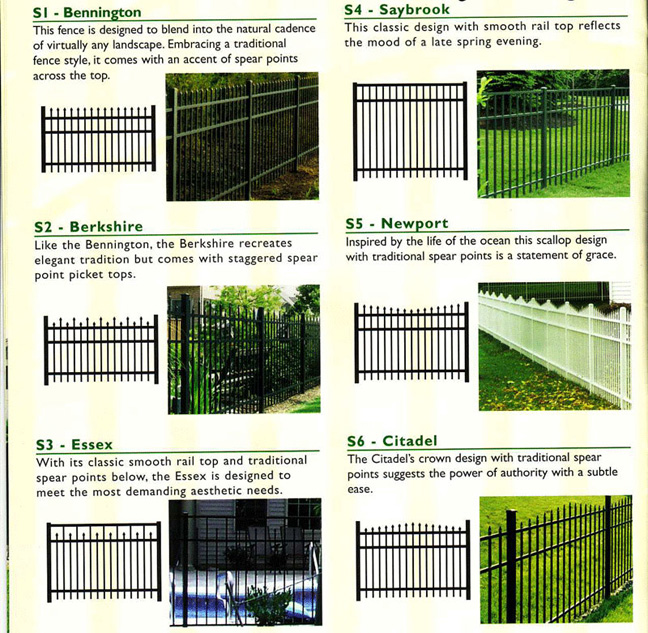 S1 - Bennington
This fence is designed to blend into the natural cadence
of virtually any landscape. Embracing a traditional
fence style, it comes with an accent of spear points
across the top.
S2 - Berkshire
Like the Bennington, the Berkshire recreates
elegant tradition but comes with staggered spear
point picket tops.
S3 - Essex
With its classic smooth rail top and traditional
spear points below, the Essex is designed to
meet the most demanding aesthetic needs.
S4 - Saybrook
This classic design with smooth rail top reflects
the mood of a late spring evening.
S5 - Newport
Inspired by the life of the ocean this scallop design
with traditional spear points is a statement of grace.
S6 - Citadel
The Citadel's crown design with traditional spear
points suggests the power of authority with a subtle
ease.